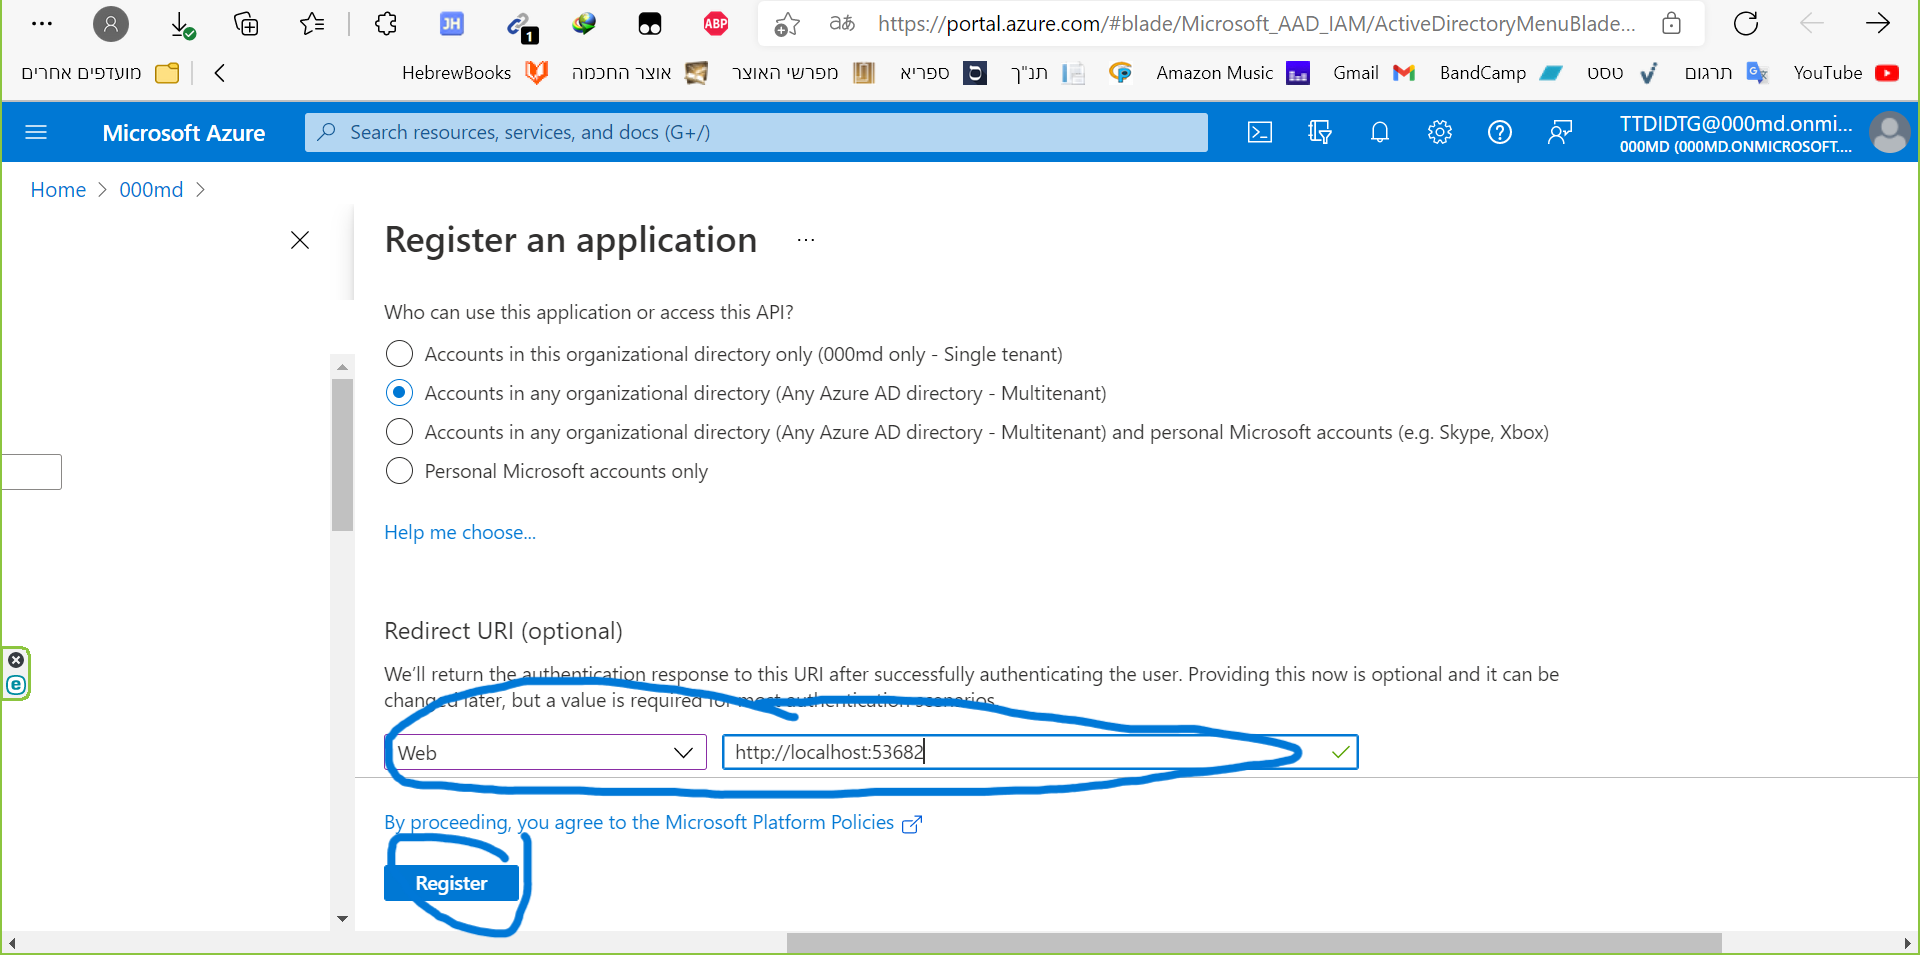 JH
1
ABP
aあ
https://portal.azure.com/#blade/Microsoft_AAD_IAM/ActiveDirectoryMenuBlade...
מועדפים אחרים
HebrewBooks
אוצר החכמה
מפרשי האוצר
ספריא
תנ"ך
Amazon Music
Gmail
BandCamp
טסט
תרגום
YouTube
Microsoft Azure
Search resources, services, and docs (G+/)
TTDIDTG@000md.onmi...
000MD (000MD.ONMICROSOFT....
Home > 000md >
Register an application ...
Who can use this application or access this API?
Accounts in this organizational directory only (000md only - Single tenant)
Accounts in any organizational directory (Any Azure AD directory - Multitenant)
Accounts in any organizational directory (Any Azure AD directory - Multitenant) and personal Microsoft accounts (e.g. Skype, Xbox)
Personal Microsoft accounts only
Help me choose...
Redirect URI (optional)
We’ll return the authentication response to this URI after successfully authenticating the user. Providing this now is optional and it can be
changed later, but a value is required for most authentication scenarios.
Web
http://localhost:53682
By proceeding, you agree to the Microsoft Platform Policies
Register